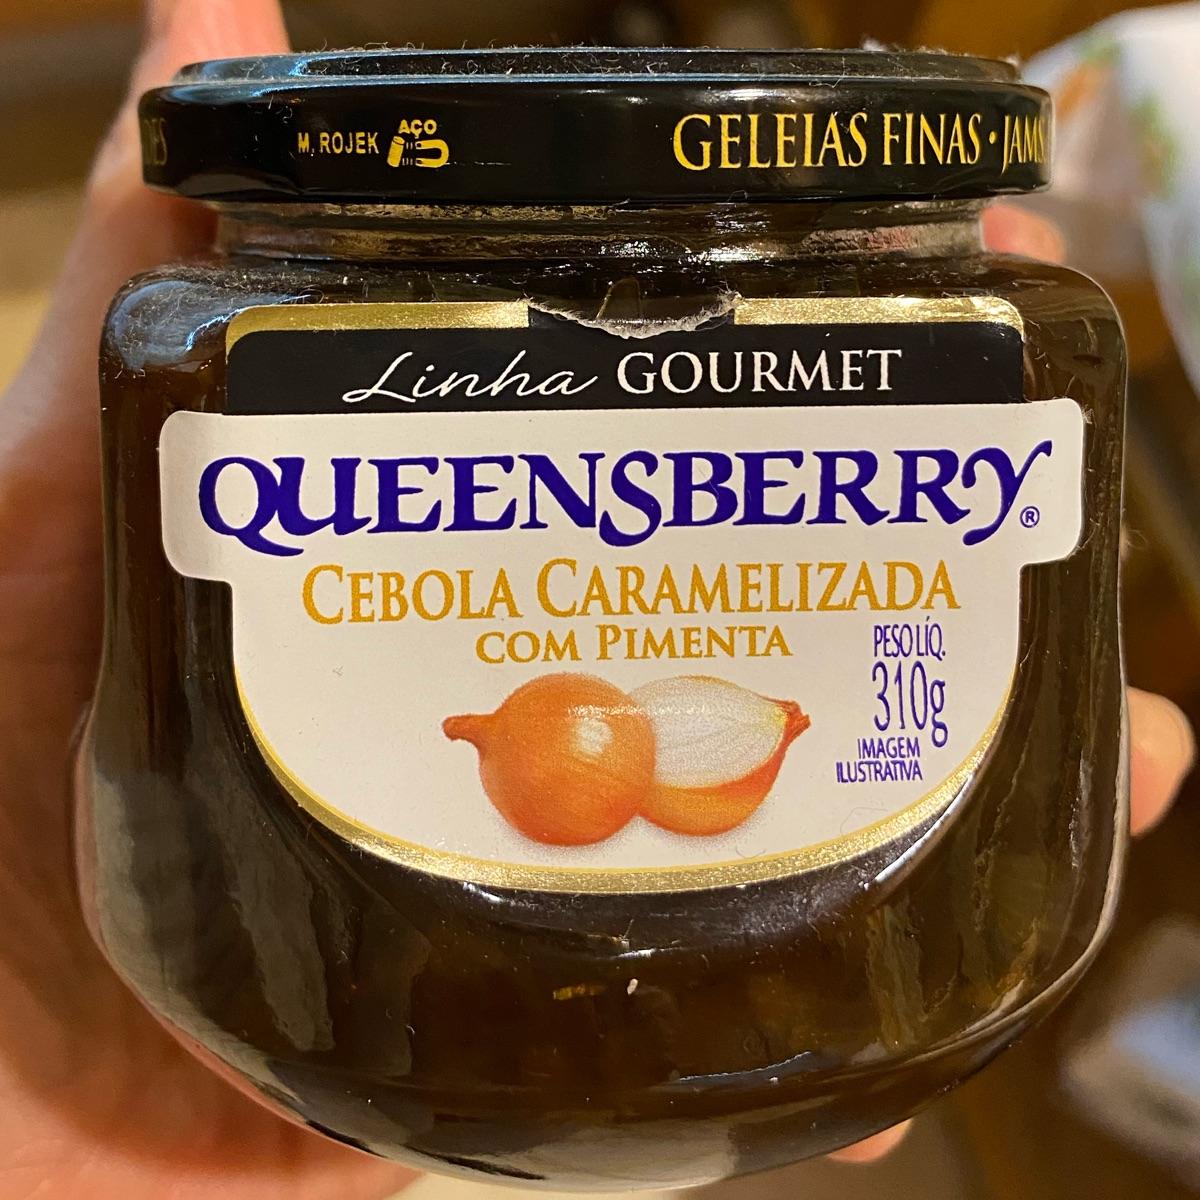 M. ROJEK AÇO
GELEIAS FINAS • JAMS
Linha GOURMET
QUEENSBERRY®
CEBOLA CARAMELIZADA
COM PIMENTA
PESO LÍQ.
310g
IMAGEM
ILUSTRATIVA